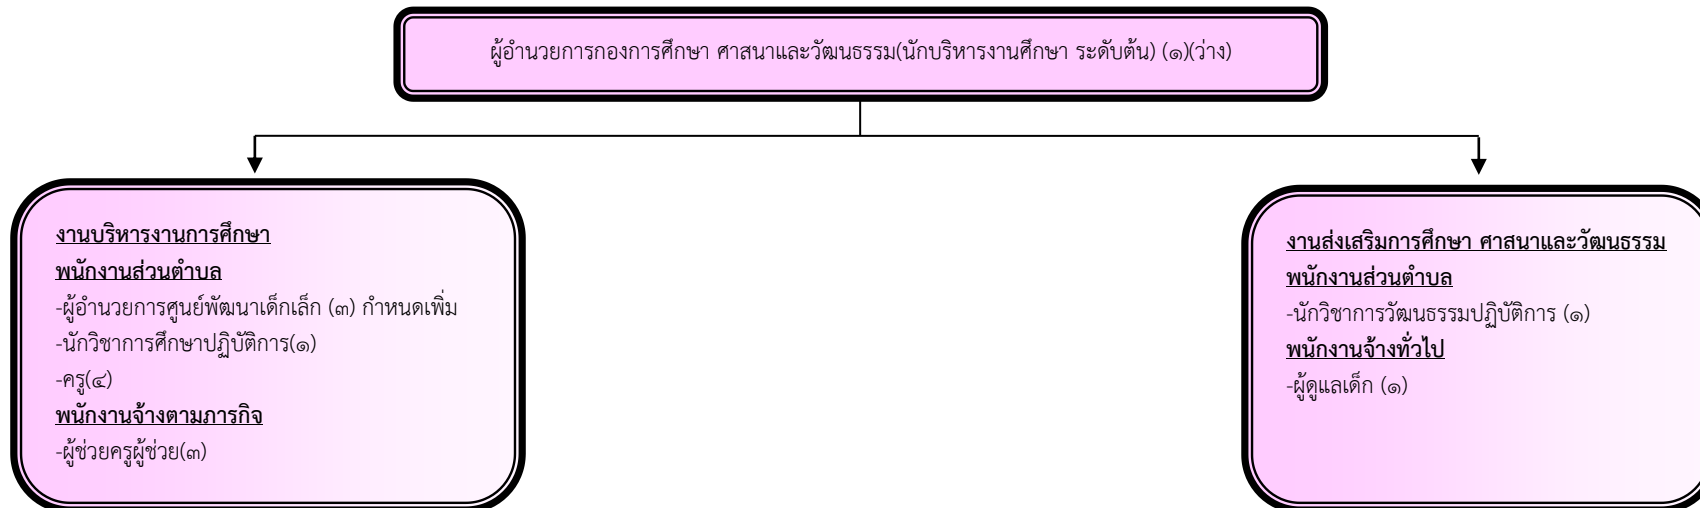 ผู้อำนวยการกองการศึกษา ศาสนาและวัฒนธรรม(นักบริหารงานศึกษา ระดับต้น) (๑)(ว่าง)
งานบริหารงานการศึกษา
พนักงานส่วนตำบล
-ผู้อำนวยการศูนย์พัฒนาเด็กเล็ก (๓) กำหนดเพิ่ม
-นักวิชาการศึกษาปฏิบัติการ(๑)
-ครู(๔)
พนักงานจ้างตามภารกิจ
-ผู้ช่วยครูผู้ช่วย(๓)
งานส่งเสริมการศึกษา ศาสนาและวัฒนธรรม
พนักงานส่วนตำบล
-นักวิชาการวัฒนธรรมปฏิบัติการ (๑)
พนักงานจ้างทั่วไป
-ผู้ดูแลเด็ก (๑)